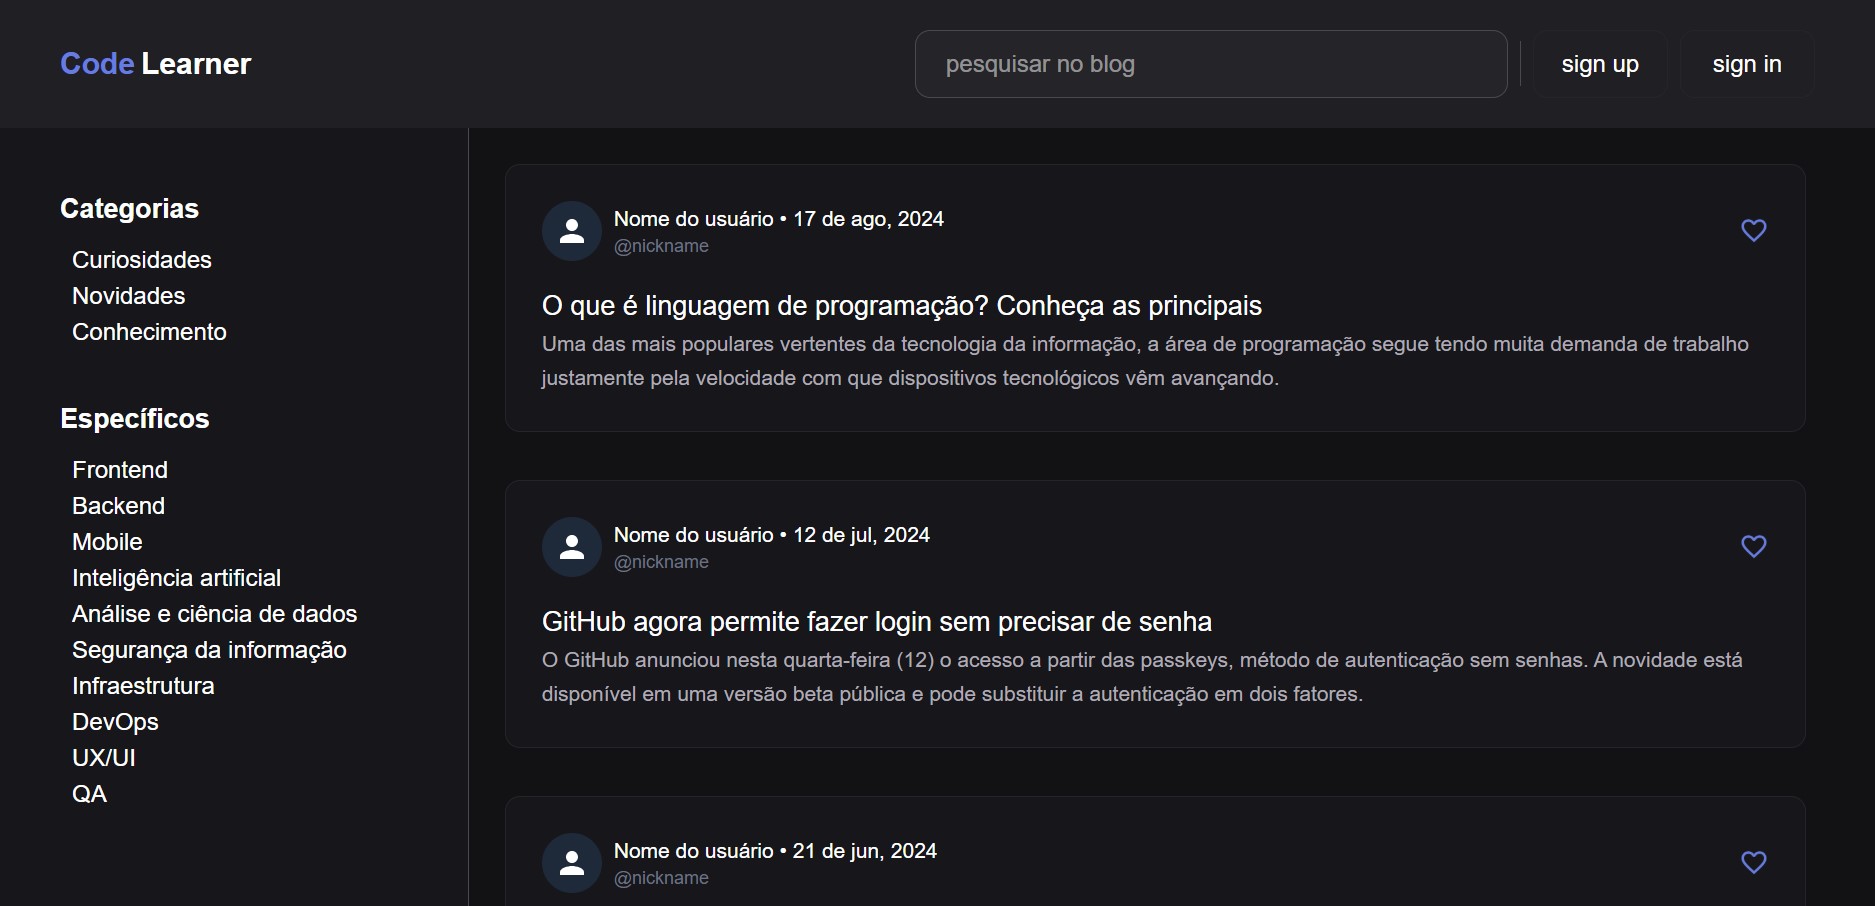 Code Learner
pesquisar no blog
sign up
sign in
Categorias
Curiosidades
Novidades
Conhecimento
Específicos
Frontend
Backend
Mobile
Inteligência artificial
Análise e ciência de dados
Segurança da informação
Infraestrutura
DevOps
UX/UI
QA
Nome do usuário • 17 de ago, 2024
@nickname
O que é linguagem de programação? Conheça as principais
Uma das mais populares vertentes da tecnologia da informação, a área de programação segue tendo muita demanda de trabalho
justamente pela velocidade com que dispositivos tecnológicos vêm avançando.
Nome do usuário • 12 de jul, 2024
@nickname
GitHub agora permite fazer login sem precisar de senha
O GitHub anunciou nesta quarta-feira (12) o acesso a partir das passkeys, método de autenticação sem senhas. A novidade está
disponível em uma versão beta pública e pode substituir a autenticação em dois fatores.
Nome do usuário • 21 de jun, 2024
@nickname